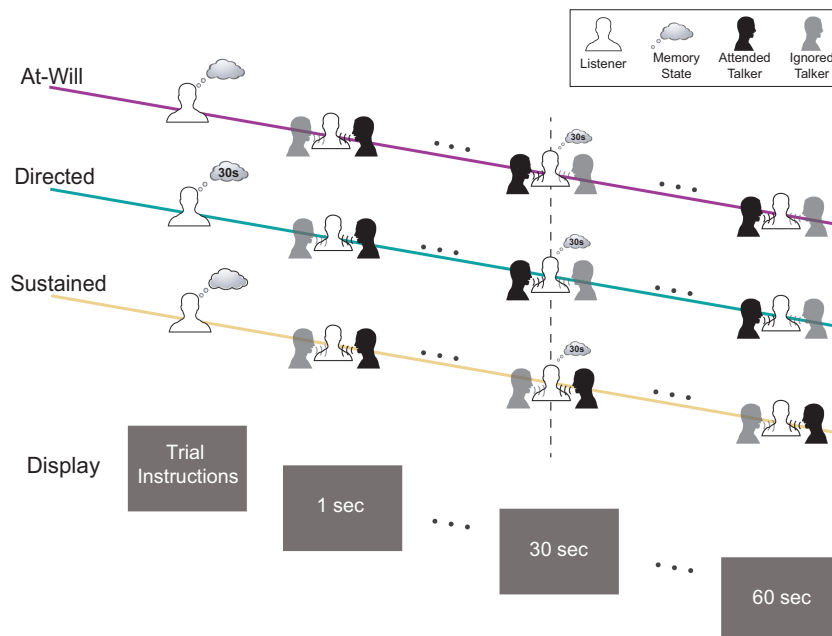 Listener
Memory
State
Attended
Talker
Ignored
Talker
At-Will
30s
Directed
30s
30s
Sustained
30s
Display
Trial
Instructions
1 sec
30 sec
60 sec